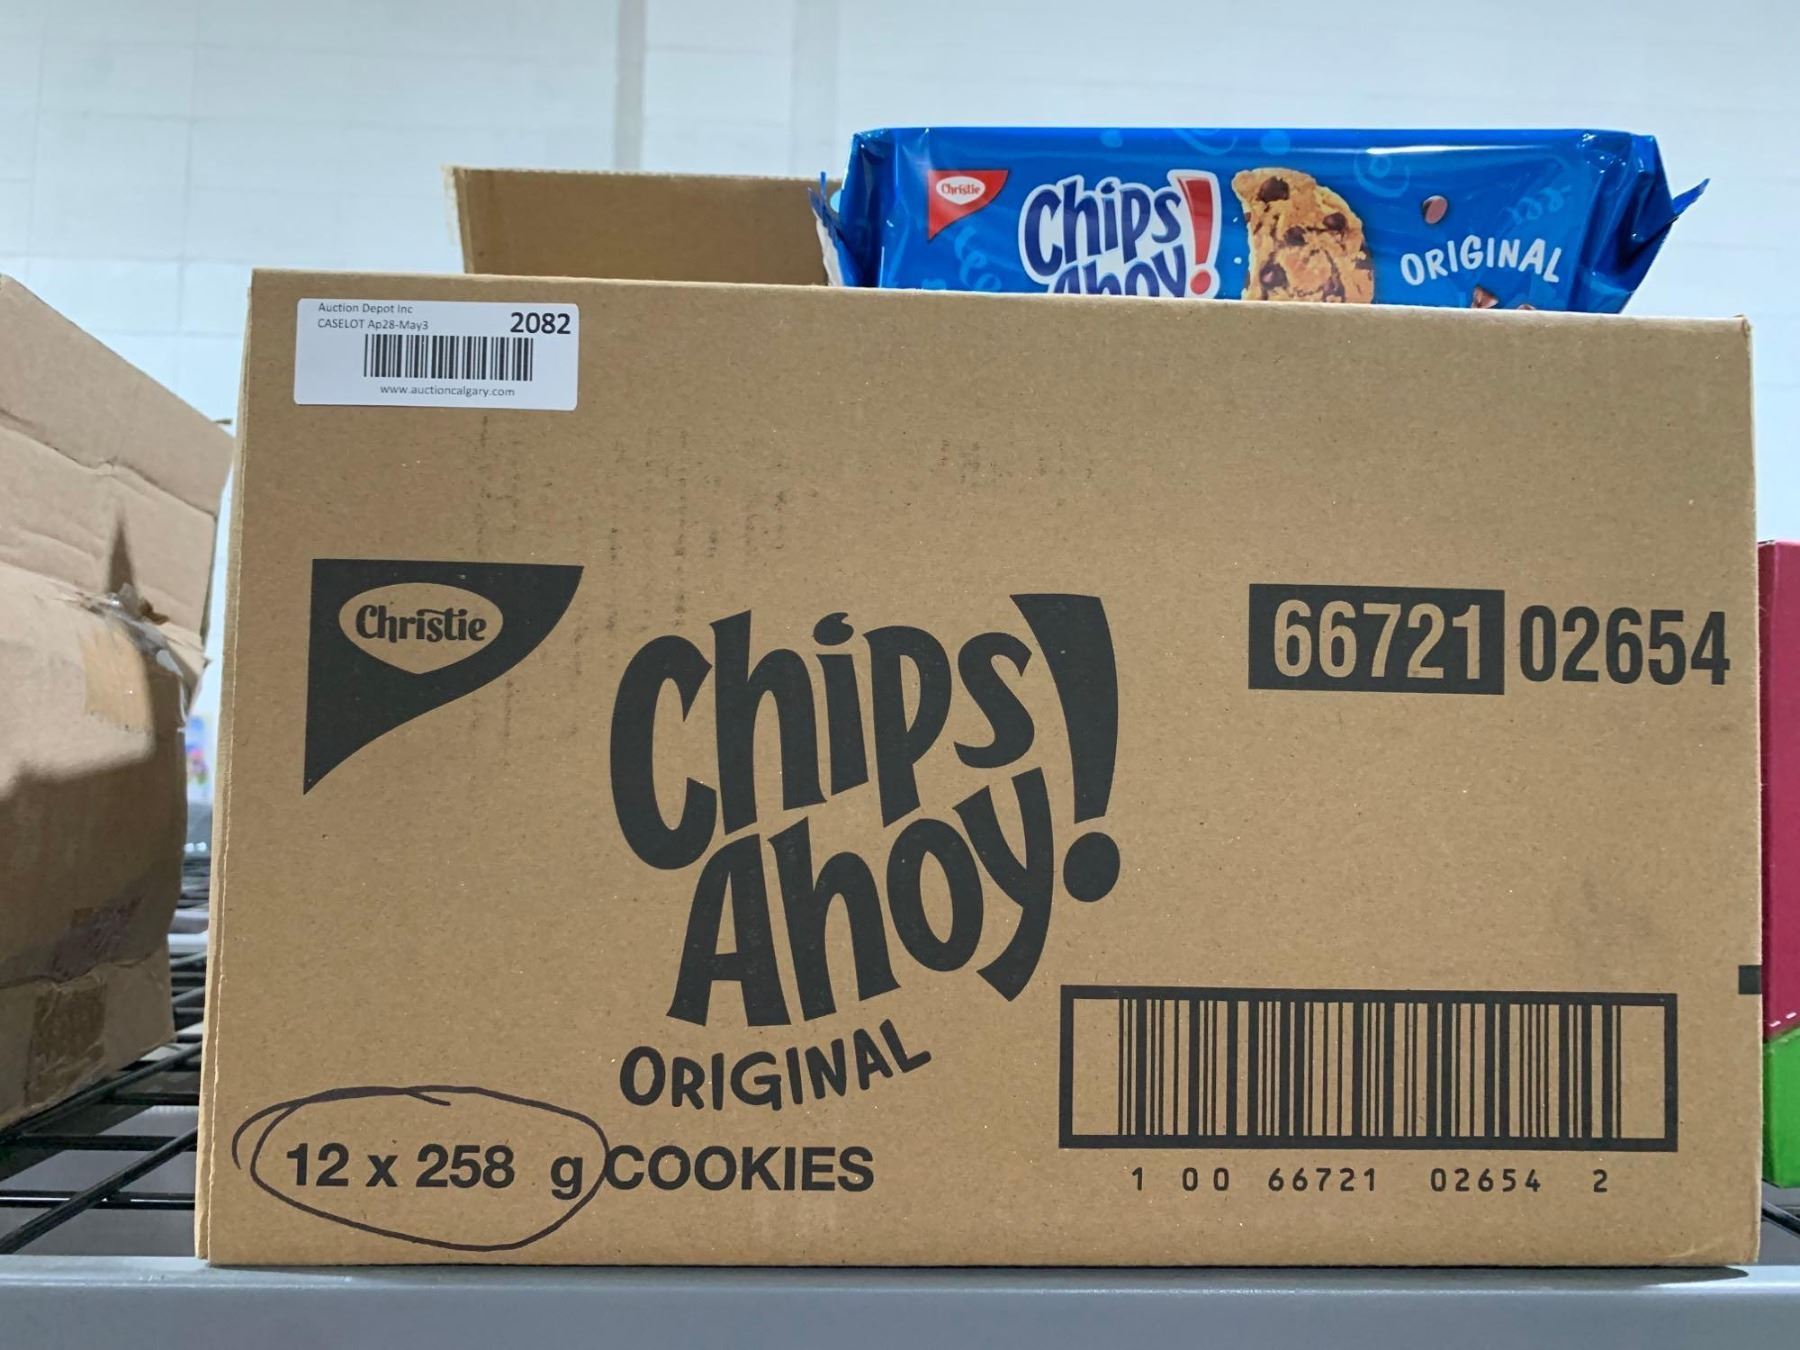 Christie
Chips
Ahoy!
ORIGINAL
Auction Depot Inc
CASELOT Ap28-May3
2082
www.auctioncalgary.com
Christie
Chips
Ahoy!
ORIGINAL
66721 02654
12 x 258 g COOKIES
1 00 66721 02654 2